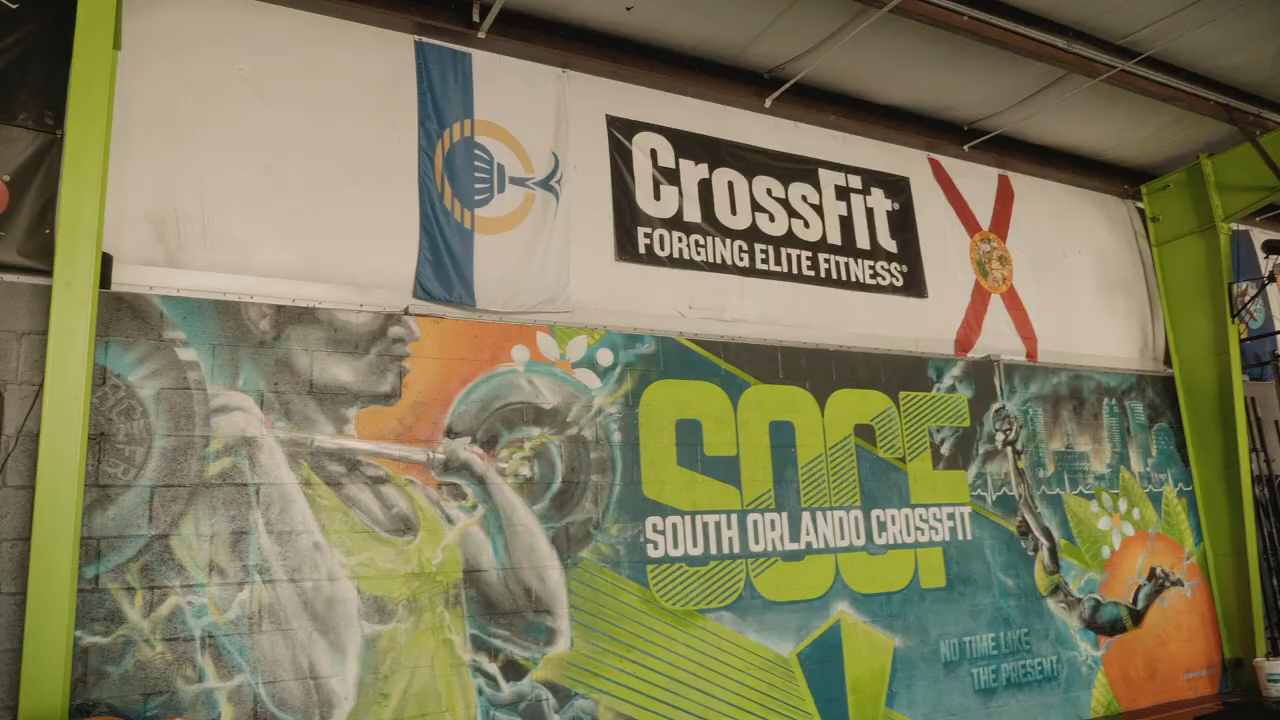 CrossFit®
FORGING ELITE FITNESS®
SOCF
SOUTH ORLANDO CROSSFIT
NO TIME LIKE
THE PRESENT